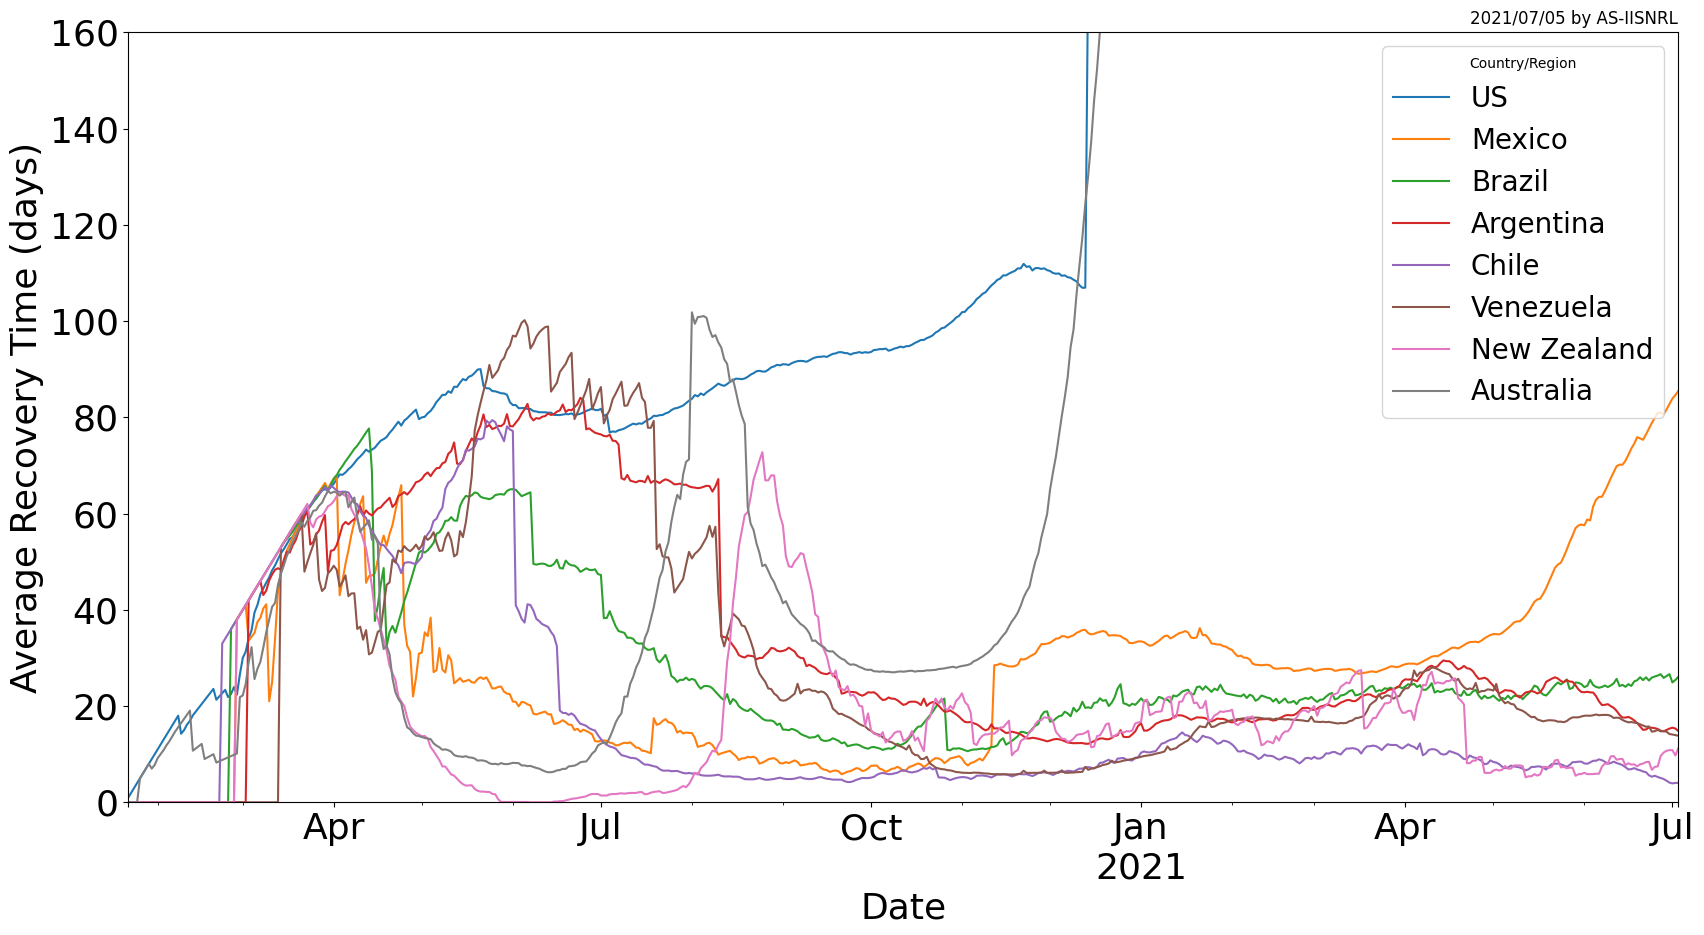 2021/07/05 by AS-IISNRL
160
140
120
100
80
60
40
20
0
Average Recovery Time (days)
Country/Region
US
Mexico
Brazil
Argentina
Chile
Venezuela
New Zealand
Australia
Apr Jul Oct Jan Apr Jul
2021
Date